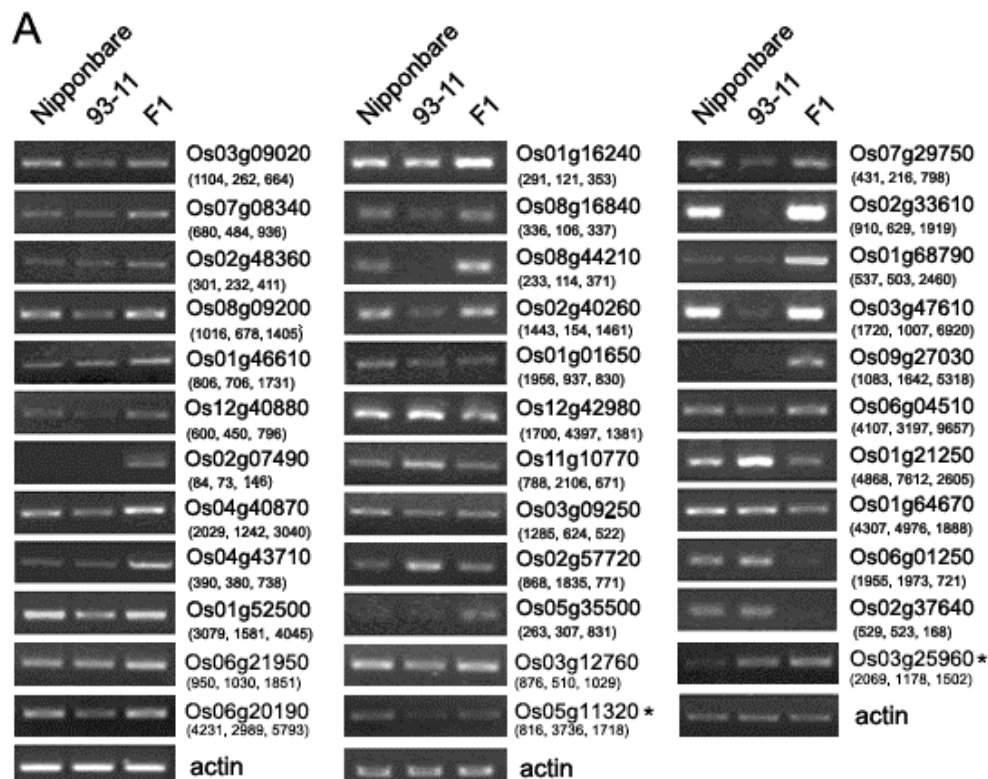 A
Nipponbare 93-11 F1
Os03g09020
(1104, 262, 664)
Os07g08340
(680, 484, 936)
Os02g48360
(301, 232, 411)
Os08g09200
(1016, 678, 1405)
Os01g46610
(806, 706, 1731)
Os12g40880
(600, 450, 796)
Os02g07490
(84, 73, 146)
Os04g40870
(2029, 1242, 3040)
Os04g43710
(390, 380, 738)
Os01g52500
(3079, 1581, 4045)
Os06g21950
(950, 1030, 1851)
Os06g20190
(4231, 2989, 5793)
actin
Nipponbare 93-11 F1
Os01g16240
(291, 121, 353)
Os08g16840
(336, 106, 337)
Os08g44210
(233, 114, 371)
Os02g40260
(1443, 154, 1461)
Os01g01650
(1956, 937, 830)
Os12g42980
(1700, 4397, 1381)
Os11g10770
(788, 2106, 671)
Os03g09250
(1285, 624, 522)
Os02g57720
(868, 1835, 771)
Os05g35500
(263, 307, 831)
Os03g12760
(876, 510, 1029)
Os05g11320 *
(816, 3736, 1718)
actin
Nipponbare 93-11 F1
Os07g29750
(431, 216, 798)
Os02g33610
(910, 629, 1919)
Os01g68790
(537, 503, 2460)
Os03g47610
(1720, 1007, 6920)
Os09g27030
(1083, 1642, 5318)
Os06g04510
(4107, 3197, 9657)
Os01g21250
(4868, 7612, 2605)
Os01g64670
(4307, 4976, 1888)
Os06g01250
(1955, 1973, 721)
Os02g37640
(529, 523, 168)
Os03g25960 *
(2069, 1178, 1502)
actin